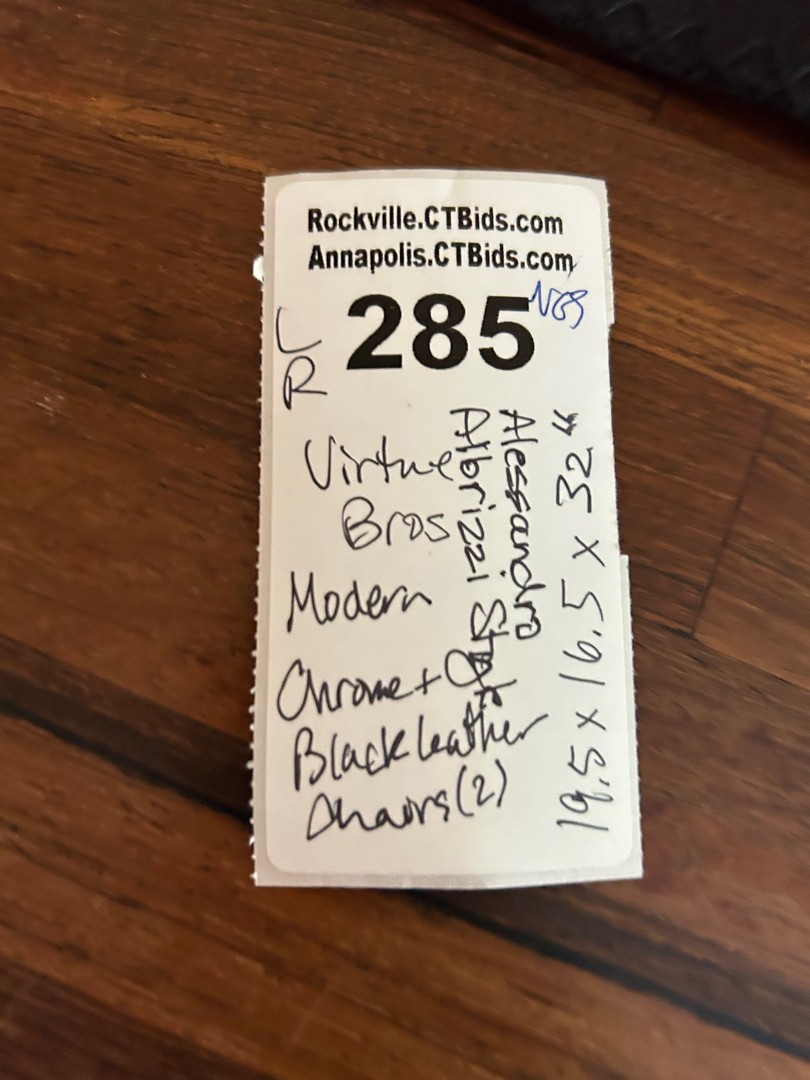 Rockville.CTBids.com
Annapolis.CTBids.com
285
LR
Virtue
Bros
Modern
Chrome +
Black leather
Chairs (2)
Alessandro
Albrizzi Style
19.5 x 16.5 x 32"